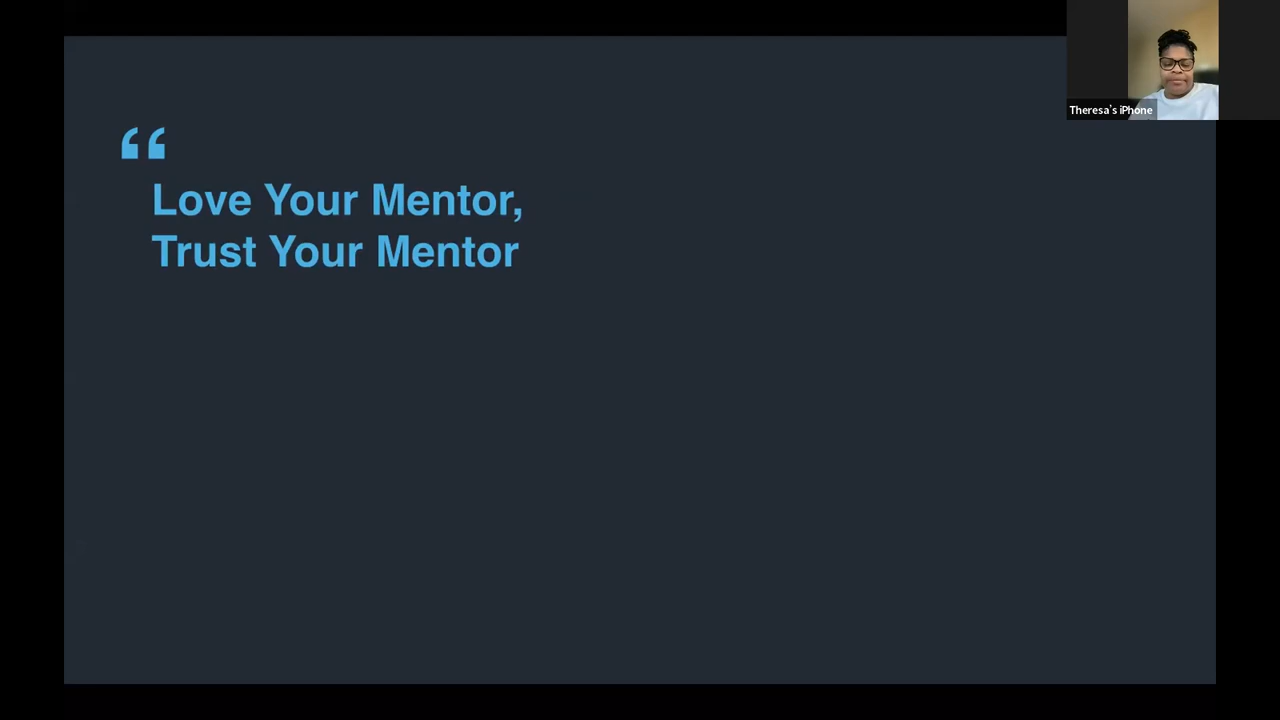 Theresa's iPhone
“
Love Your Mentor,
Trust Your Mentor